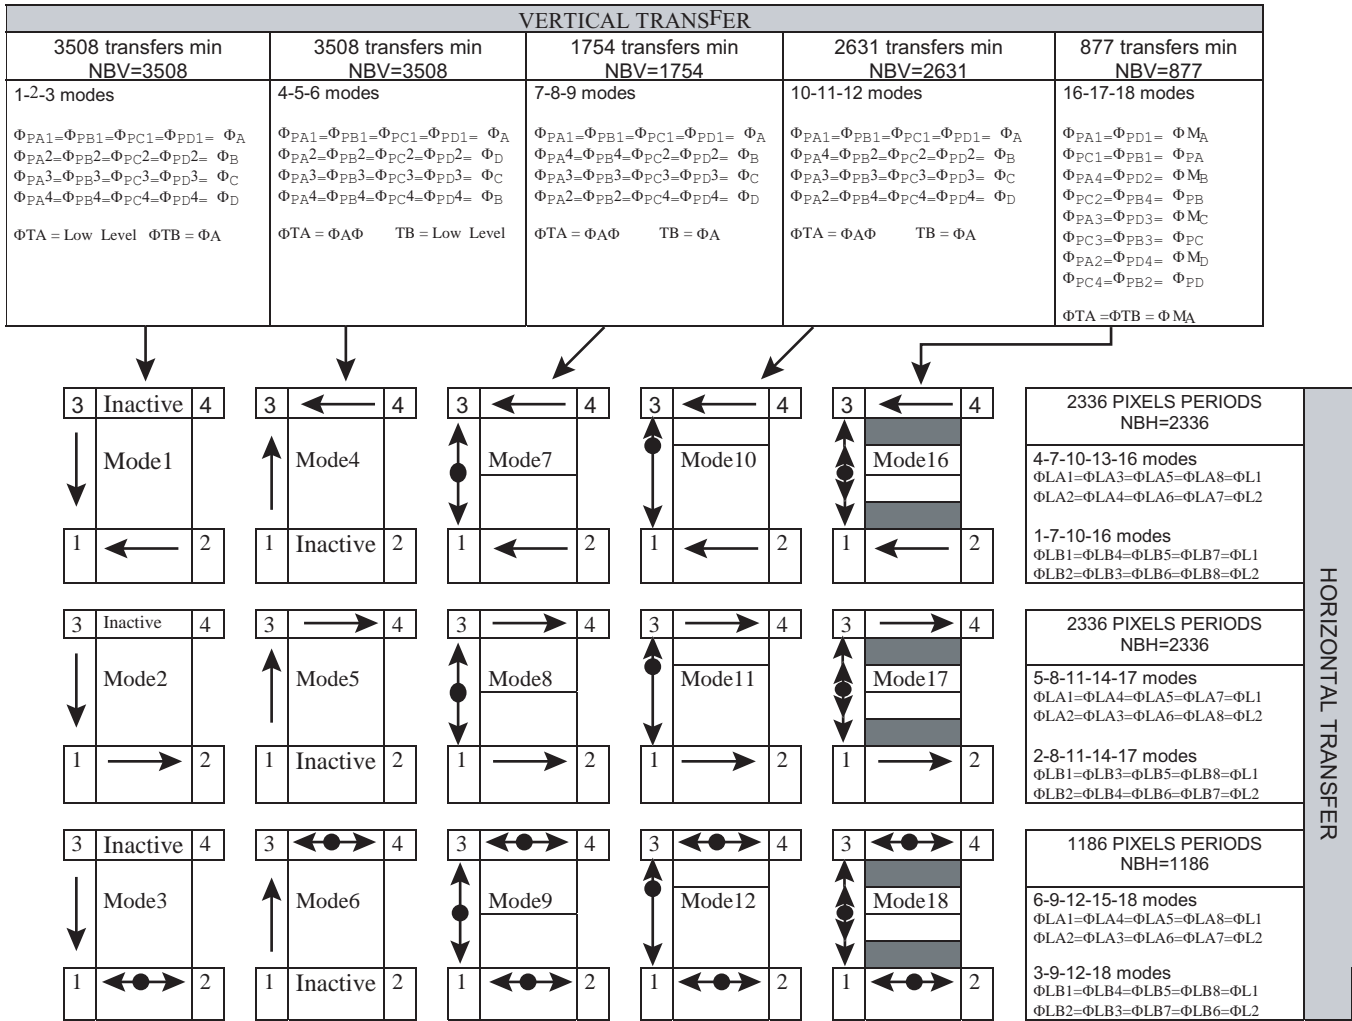 VERTICAL TRANSFER
3508 transfers min
NBV=3508
3508 transfers min
NBV=3508
1754 transfers min
NBV=1754
2631 transfers min
NBV=2631
877 transfers min
NBV=877
1-2-3 modes
ΦPA1=ΦPB1=ΦPC1=ΦPD1= ΦA
ΦPA2=ΦPB2=ΦPC2=ΦPD2= ΦB
ΦPA3=ΦPB3=ΦPC3=ΦPD3= ΦC
ΦPA4=ΦPB4=ΦPC4=ΦPD4= ΦD
ΦTA = Low Level ΦTB = ΦA
4-5-6 modes
ΦPA1=ΦPB1=ΦPC1=ΦPD1= ΦA
ΦPA2=ΦPB2=ΦPC2=ΦPD2= ΦD
ΦPA3=ΦPB3=ΦPC3=ΦPD3= ΦC
ΦPA4=ΦPB4=ΦPC4=ΦPD4= ΦB
ΦTA = ΦAΦ TB = Low Level
7-8-9 modes
ΦPA1=ΦPB1=ΦPC1=ΦPD1= ΦA
ΦPA4=ΦPB4=ΦPC2=ΦPD2= ΦB
ΦPA3=ΦPB3=ΦPC3=ΦPD3= ΦC
ΦPA2=ΦPB2=ΦPC4=ΦPD4= ΦD
ΦTA = ΦAΦ TB = ΦA
10-11-12 modes
ΦPA1=ΦPB1=ΦPC1=ΦPD1= ΦA
ΦPA4=ΦPB2=ΦPC2=ΦPD2= ΦB
ΦPA3=ΦPB3=ΦPC3=ΦPD3= ΦC
ΦPA2=ΦPB4=ΦPC4=ΦPD4= ΦD
ΦTA = ΦAΦ TB = ΦA
16-17-18 modes
ΦPA1=ΦPD1= ΦMA
ΦPC1=ΦPB1= ΦPA
ΦPA4=ΦPD2= ΦMB
ΦPC2=ΦPB4= ΦPB
ΦPA3=ΦPD3= ΦMC
ΦPC3=ΦPB3= ΦPC
ΦPA2=ΦPD4= ΦMD
ΦPC4=ΦPB2= ΦPD
ΦTA =ΦTB = ΦMA
3 Inactive 4
Mode1
1 2
3 4
Mode4
1 Inactive 2
3 4
Mode7
1 2
3 4
Mode10
1 2
3 4
Mode16
1 2
2336 PIXELS PERIODS
NBH=2336
4-7-10-13-16 modes
ΦLA1=ΦLA3=ΦLA5=ΦLA8=ΦL1
ΦLA2=ΦLA4=ΦLA6=ΦLA7=ΦL2
1-7-10-16 modes
ΦLB1=ΦLB4=ΦLB5=ΦLB7=ΦL1
ΦLB2=ΦLB3=ΦLB6=ΦLB8=ΦL2
3 Inactive 4
Mode2
1 2
3 4
Mode5
1 Inactive 2
3 4
Mode8
1 2
3 4
Mode11
1 2
3 4
Mode17
1 2
2336 PIXELS PERIODS
NBH=2336
5-8-11-14-17 modes
ΦLA1=ΦLA4=ΦLA5=ΦLA7=ΦL1
ΦLA2=ΦLA3=ΦLA6=ΦLA8=ΦL2
2-8-11-14-17 modes
ΦLB1=ΦLB3=ΦLB5=ΦLB8=ΦL1
ΦLB2=ΦLB4=ΦLB6=ΦLB7=ΦL2
3 Inactive 4
Mode3
1 2
3 4
Mode6
1 Inactive 2
3 4
Mode9
1 2
3 4
Mode12
1 2
3 4
Mode18
1 2
1186 PIXELS PERIODS
NBH=1186
6-9-12-15-18 modes
ΦLA1=ΦLA4=ΦLA5=ΦLA8=ΦL1
ΦLA2=ΦLA3=ΦLA6=ΦLA7=ΦL2
3-9-12-18 modes
ΦLB1=ΦLB4=ΦLB5=ΦLB8=ΦL1
ΦLB2=ΦLB3=ΦLB7=ΦLB6=ΦL2
HORIZONTAL TRANSFER